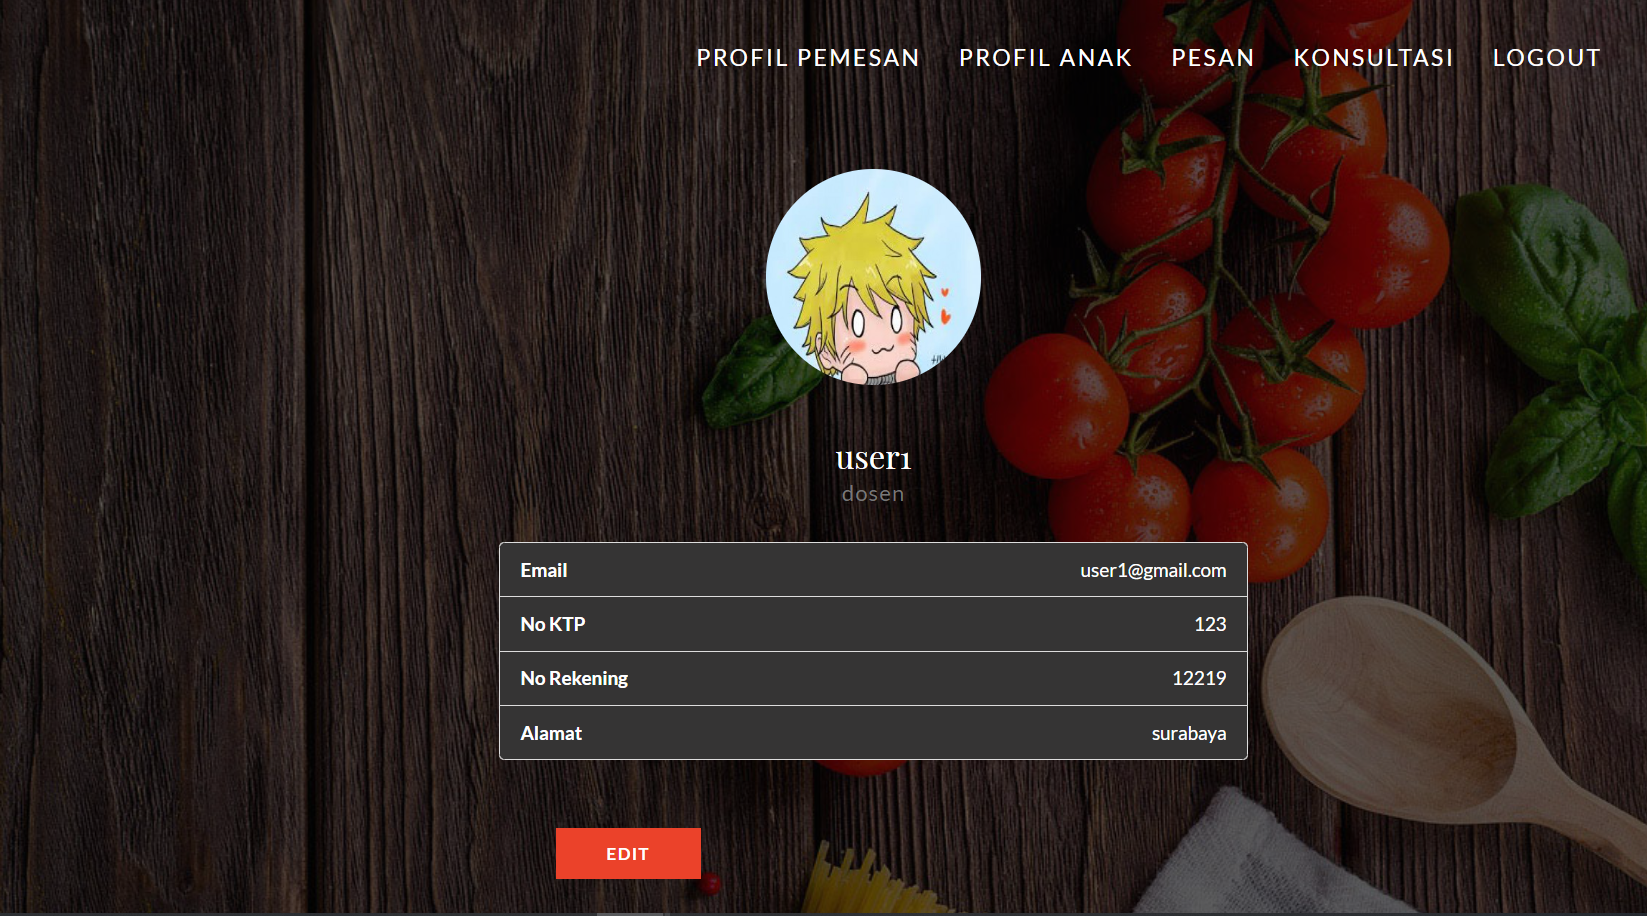 PROFIL PEMESAN PROFIL ANAK PESAN KONSULTASI LOGOUT
user1
dosen
Email user1@gmail.com
No KTP 123
No Rekening 12219
Alamat surabaya
EDIT